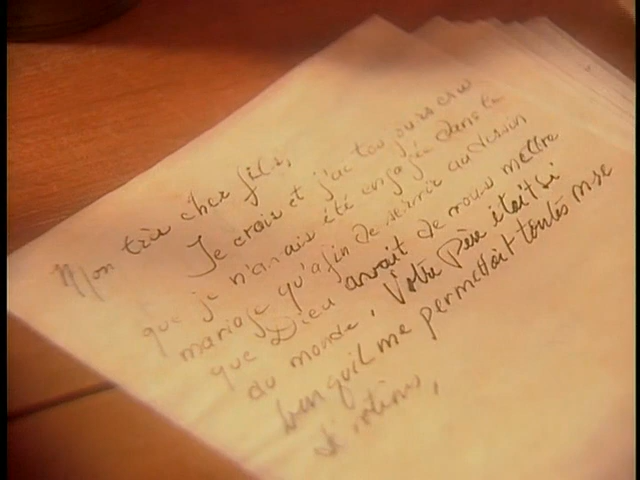 Mon très cher fils,
Je crois et j'ai toujours cru
que je n'avais été engagée dans le
mariage qu'afin de servir au dessein
que Dieu avait de nous mettre
au monde. Votre Père était si
bon qu'il me permettait toutes mes